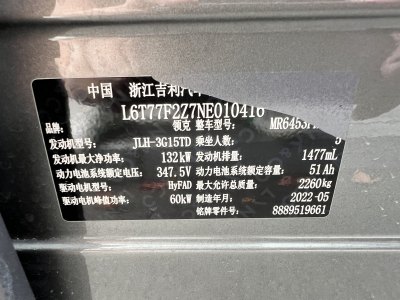 中国 浙江吉利汽
L6T77F2Z7NE010416
领克 整车型号: MR6453
发动机型号: JLH-3G15TD 乘坐人数: 5
发动机最大净功率: 132kW 发动机排量: 1477mL
动力电池系统额定电压: 347.5V 动力电池系统额定容量: 51Ah
驱动电机型号: HyFAD 最大允许总质量: 2260kg
驱动电机峰值功率: 60kW 制造年月: 2022-05
铭牌零件号: 8889519661